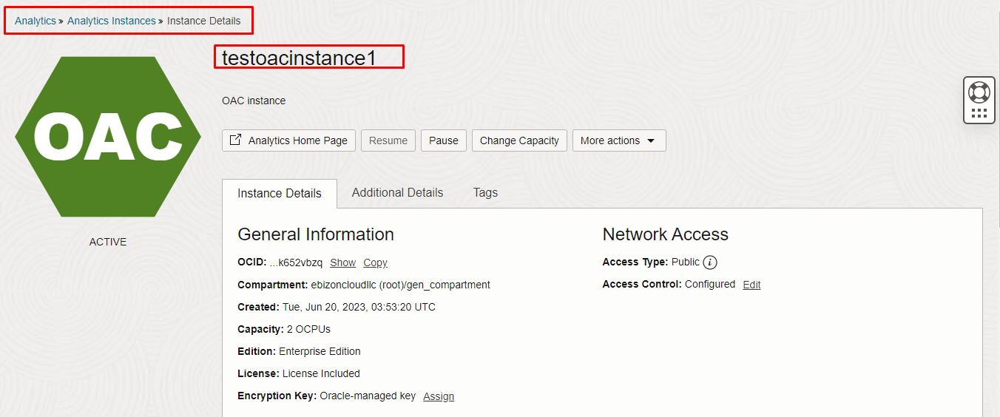 Analytics » Analytics Instances » Instance Details
testoacinstance1
OAC
OAC instance
Analytics Home Page Resume Pause Change Capacity More actions
ACTIVE
Instance Details Additional Details Tags
General Information
OCID: ...k652vbzq Show Copy
Compartment: ebizoncloudllc (root)/gen_compartment
Created: Tue, Jun 20, 2023, 03:53:20 UTC
Capacity: 2 OCPUs
Edition: Enterprise Edition
License: License Included
Encryption Key: Oracle-managed key Assign
Network Access
Access Type: Public i
Access Control: Configured Edit